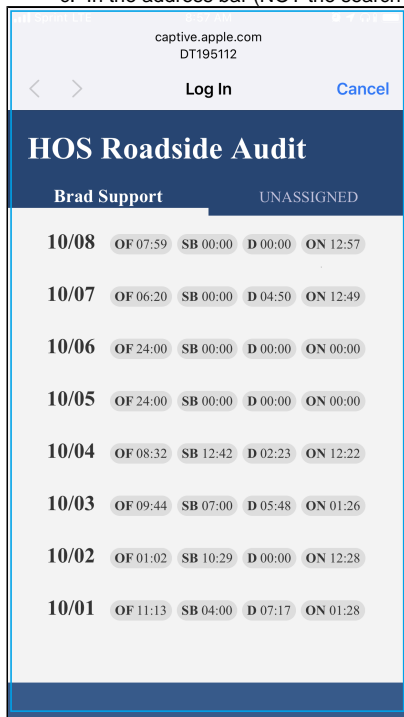 Sprint LTE 8:57 AM
captive.apple.com
DT195112
Log In Cancel
HOS Roadside Audit
Brad Support UNASSIGNED
10/08 OF 07:59 SB 00:00 D 00:00 ON 12:57
10/07 OF 06:20 SB 00:00 D 04:50 ON 12:49
10/06 OF 24:00 SB 00:00 D 00:00 ON 00:00
10/05 OF 24:00 SB 00:00 D 00:00 ON 00:00
10/04 OF 08:32 SB 12:42 D 02:23 ON 12:22
10/03 OF 09:44 SB 07:00 D 05:48 ON 01:26
10/02 OF 01:02 SB 10:29 D 00:00 ON 12:28
10/01 OF 11:13 SB 04:00 D 07:17 ON 01:28